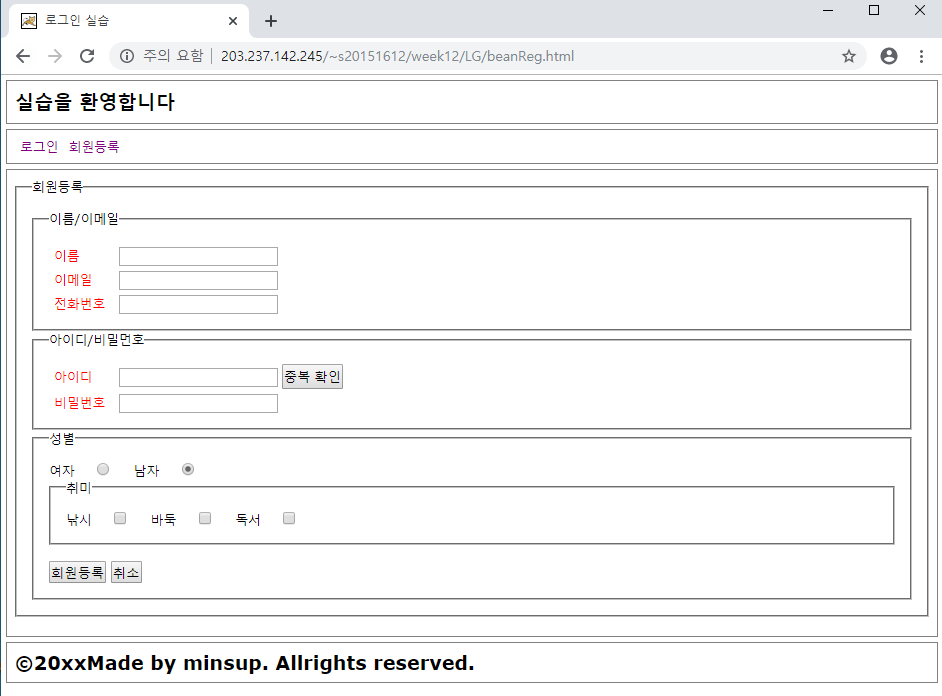 로그인 실습
주의 요함 | 203.237.142.245/~s20151612/week12/LG/beanReg.html
실습을 환영합니다
로그인 회원등록
회원등록
이름/이메일
이름
이메일
전화번호
아이디/비밀먼호
아이디 중복 확인
비밀번호
성별
여자 남자
취미
낚시 바둑 독서
회원등록 취소
©20xxMade by minsup. Allrights reserved.